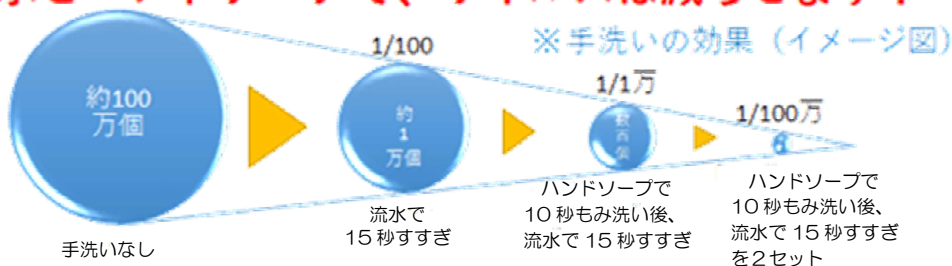 ※手洗いの効果（イメージ図）
約100
万個
手洗いなし
1/100
約
1
万個
流水で
15秒すすぎ
1/1万
数百個
ハンドソープで
10秒もみ洗い後、
流水で15秒すすぎ
1/100万
ハンドソープで
10秒もみ洗い後、
流水で15秒すすぎ
を2セット